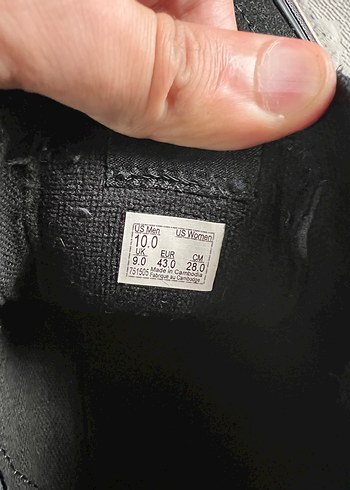 US Men US Women
10.0
UK EUR CM
9.0 43.0 28.0
751505 Made in Cambodia
Fabriqué au Cambodge